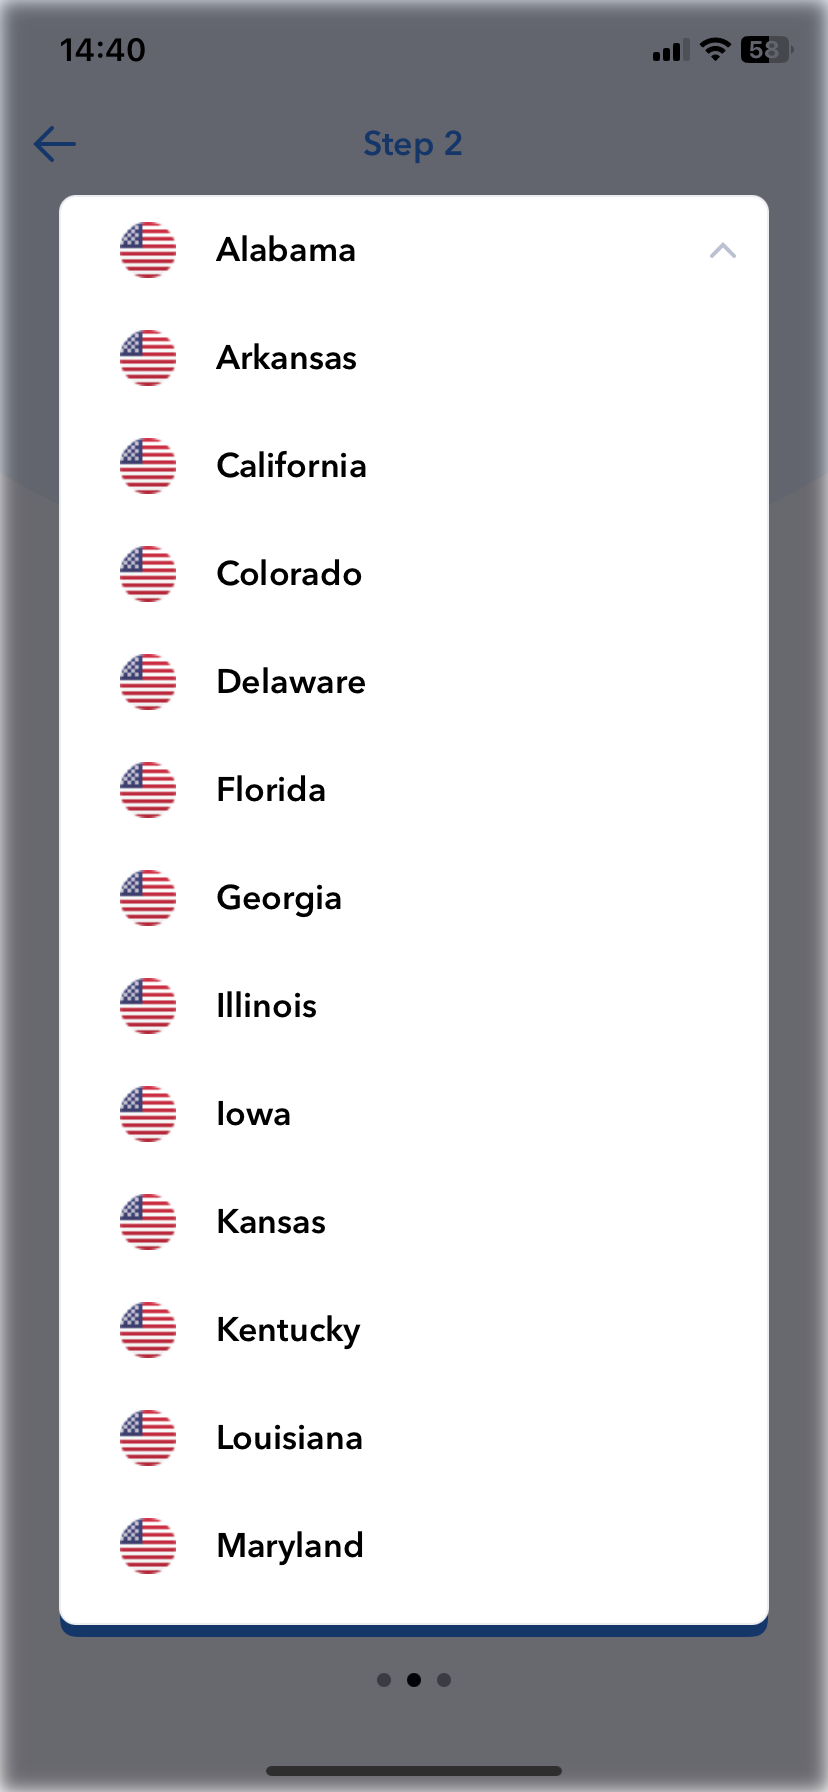 14:40
58
Step 2
Alabama
Arkansas
California
Colorado
Delaware
Florida
Georgia
Illinois
Iowa
Kansas
Kentucky
Louisiana
Maryland